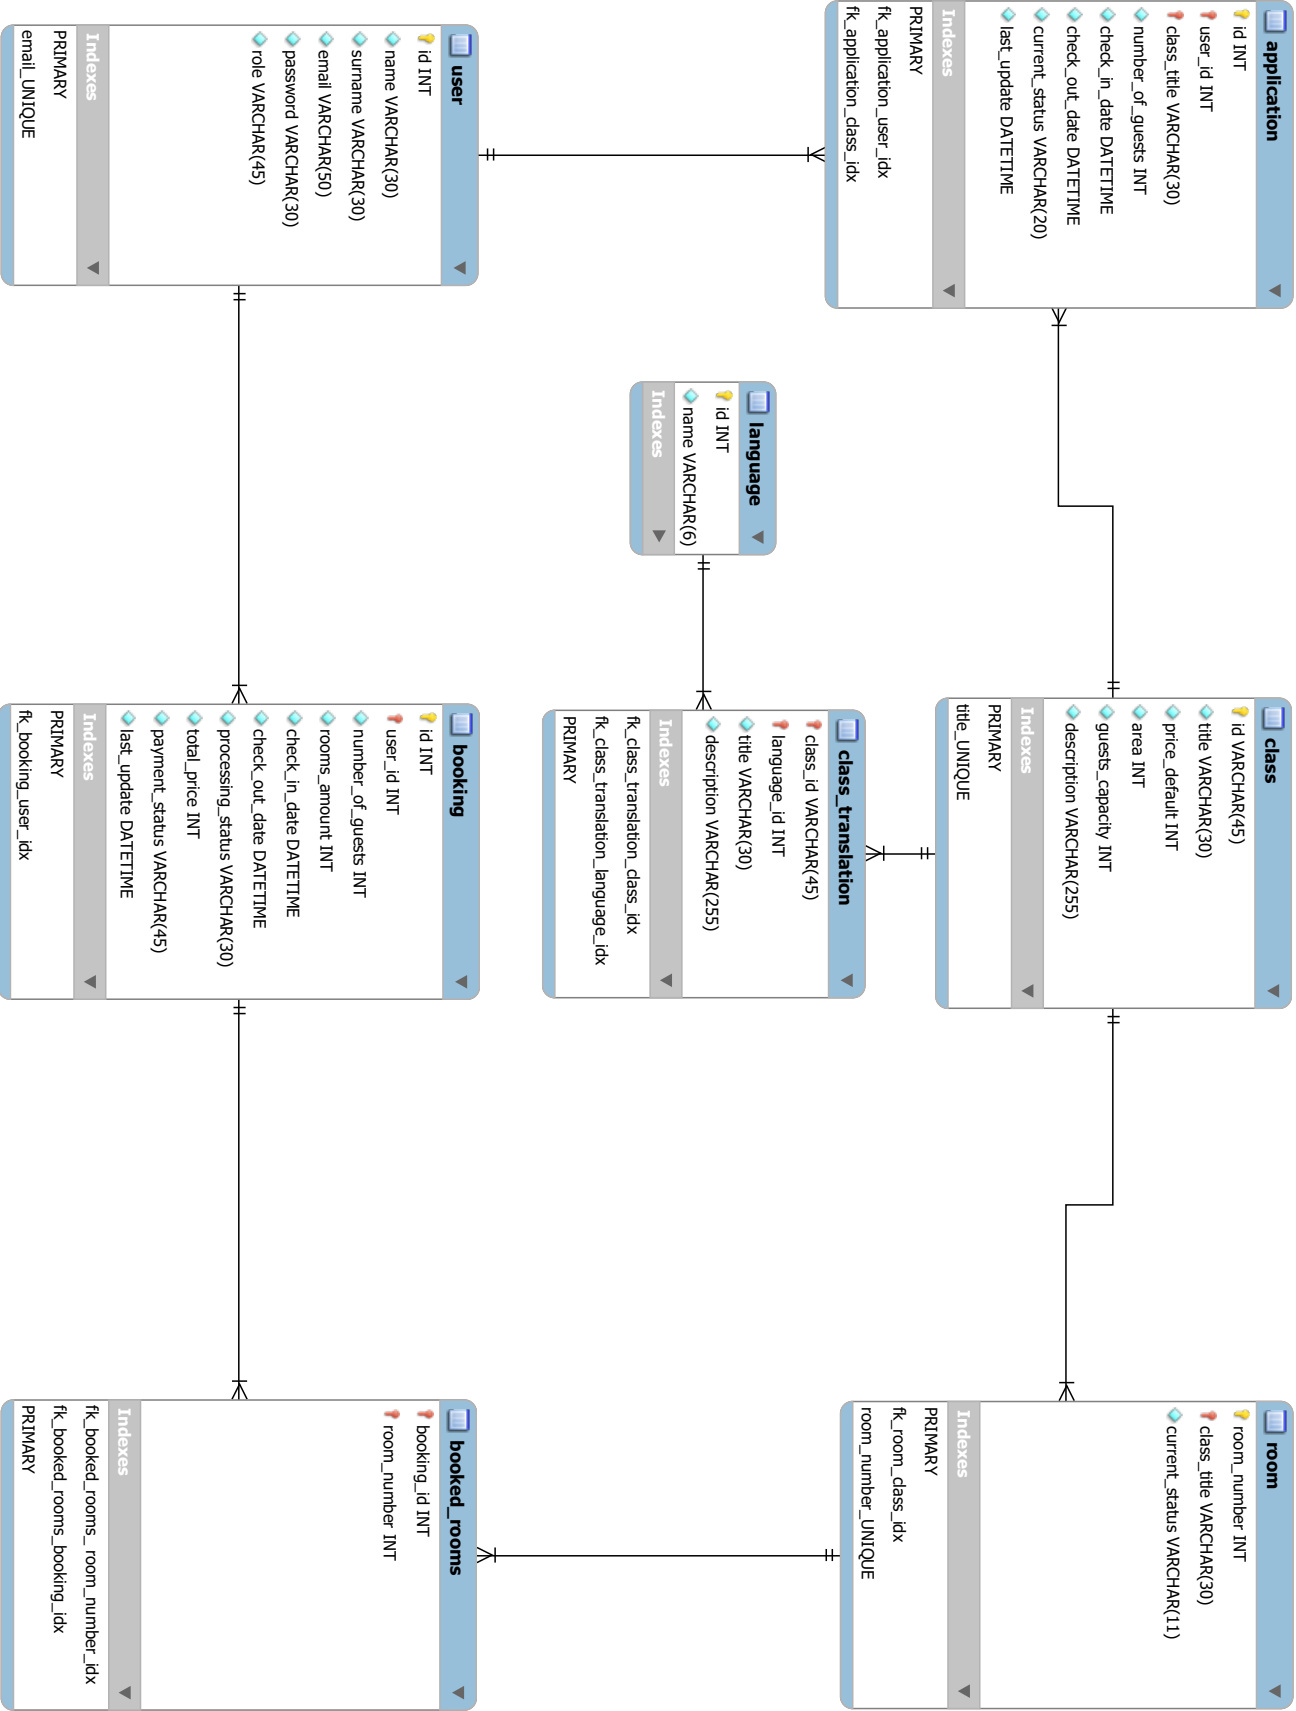 application
id INT
user_id INT
class_title VARCHAR(30)
number_of_guests INT
check_in_date DATETIME
check_out_date DATETIME
current_status VARCHAR(20)
last_update DATETIME
Indexes
PRIMARY
fk_application_user_idx
fk_application_class_idx
class
id VARCHAR(45)
title VARCHAR(30)
price_default INT
area INT
guests_capacity INT
description VARCHAR(255)
Indexes
PRIMARY
title_UNIQUE
room
room_number INT
class_title VARCHAR(30)
current_status VARCHAR(11)
Indexes
PRIMARY
fk_room_class_idx
room_number_UNIQUE
language
id INT
name VARCHAR(6)
Indexes
class_translation
class_id VARCHAR(45)
language_id INT
title VARCHAR(30)
description VARCHAR(255)
Indexes
fk_class_translation_class_idx
fk_class_translation_language_idx
PRIMARY
user
id INT
name VARCHAR(30)
surname VARCHAR(30)
email VARCHAR(50)
password VARCHAR(30)
role VARCHAR(45)
Indexes
PRIMARY
email_UNIQUE
booking
id INT
user_id INT
number_of_guests INT
rooms_amount INT
check_in_date DATETIME
check_out_date DATETIME
processing_status VARCHAR(30)
total_price INT
payment_status VARCHAR(45)
last_update DATETIME
Indexes
PRIMARY
fk_booking_user_idx
booked_rooms
booking_id INT
room_number INT
Indexes
fk_booked_rooms_ room_number_idx
fk_booked_rooms_booking_idx
PRIMARY